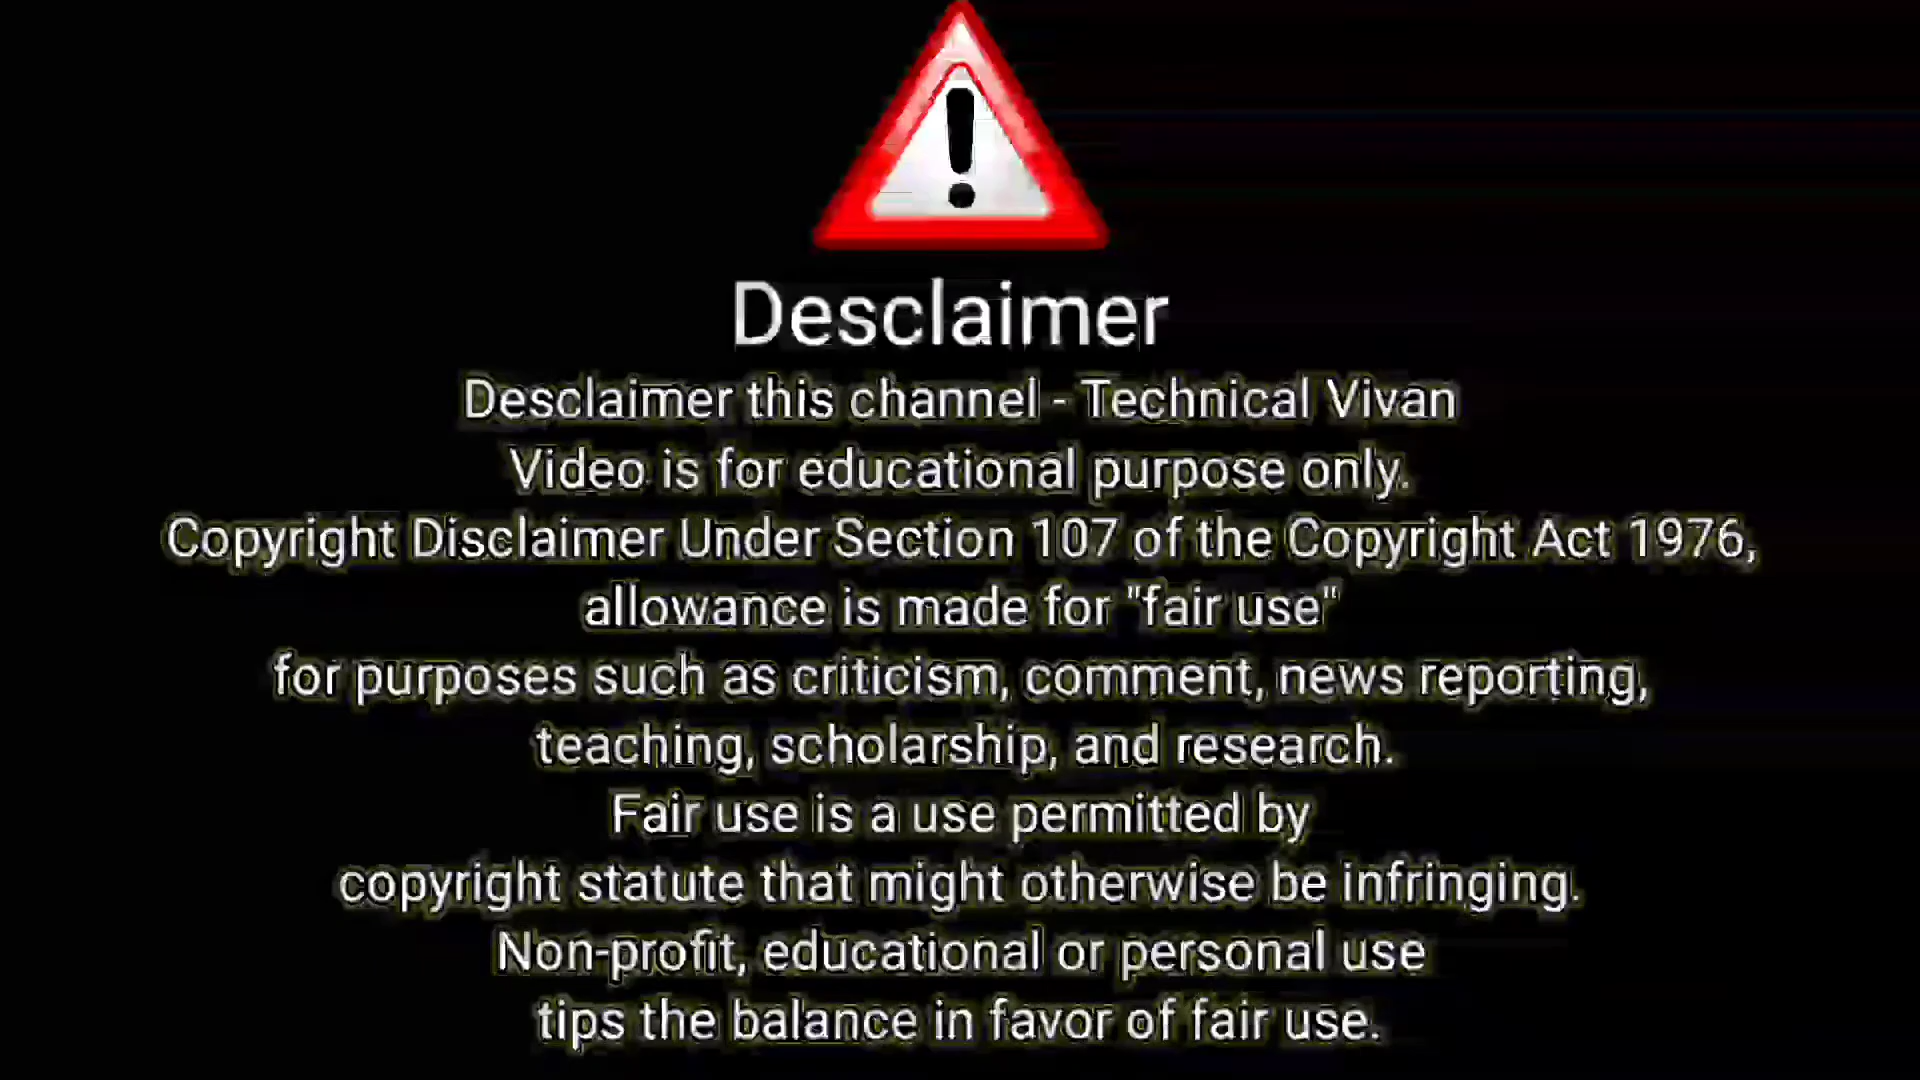 Desclaimer
Desclaimer this channel - Technical Vivan
Video is for educational purpose only.
Copyright Disclaimer Under Section 107 of the Copyright Act 1976,
allowance is made for "fair use"
for purposes such as criticism, comment, news reporting,
teaching, scholarship, and research.
Fair use is a use permitted by
copyright statute that might otherwise be infringing.
Non-profit, educational or personal use
tips the balance in favor of fair use.